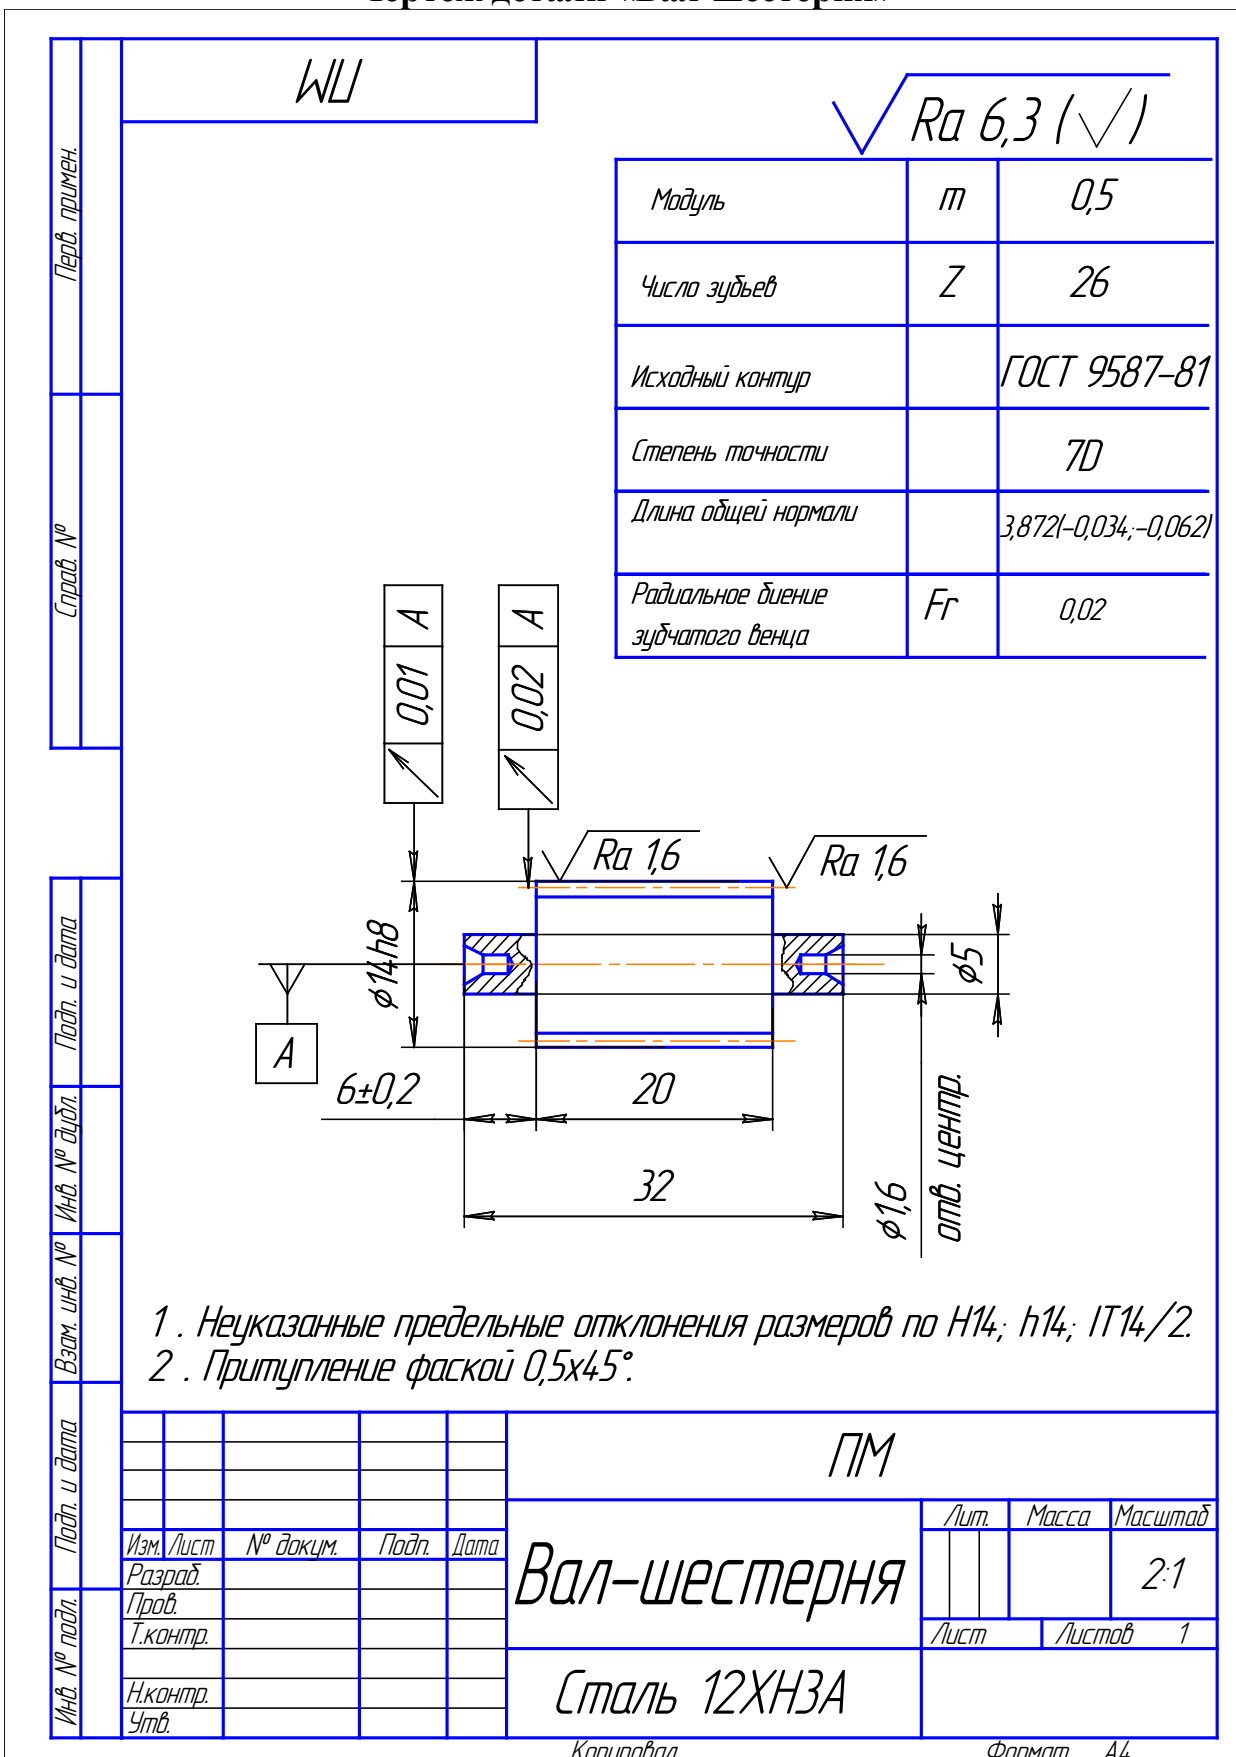 ПМ
Ra 6,3 (√)
Модуль m 0,5
Число зубьев Z 26
Исходный контур ГОСТ 9587-81
Степень точности 7D
Длина общей нормали 3,872(-0,034;-0,062)
Радиальное биение
зубчатого венца Fr 0,02
Перв. примен.
Справ. №
Подп. и дата
Инв. № дубл.
Взам. инв. №
Подп. и дата
Инв. № подл.
0,01 A
0,02 A
Ra 1,6
Ra 1,6
⌀14h8
⌀5
A
6±0,2
20
32
⌀1,6
отв. центр.
1 . Неуказанные предельные отклонения размеров по H14; h14; IT14/2.
2 . Притупление фаской 0,5x45°.
ПМ
Лит. Масса Масштаб
Изм. Лист № докум. Подп. Дата
Разраб.
Пров.
Т.контр.
Н.контр.
Утв.
Вал-шестерня
2:1
Лист Листов 1
Сталь 12ХН3А
Копировал Формат A4